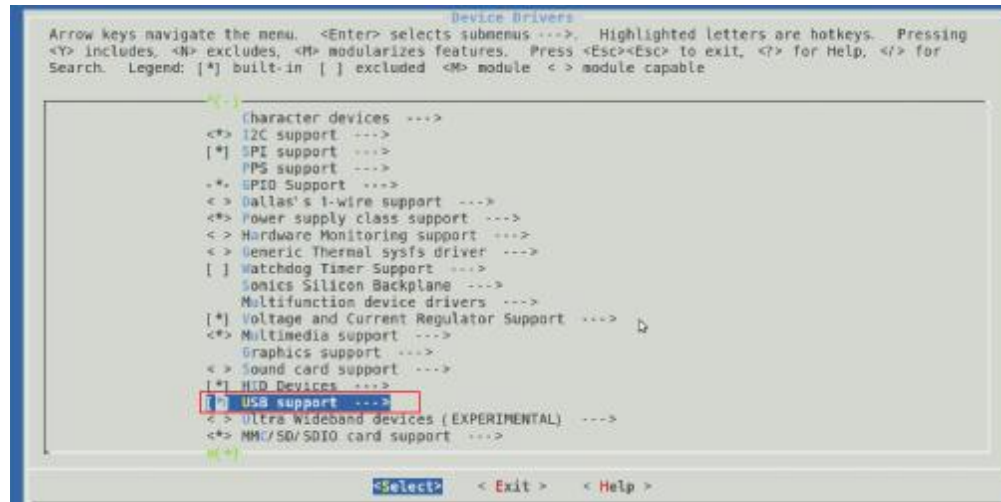 Device Drivers
Arrow keys navigate the menu. <Enter> selects submenus --->. Highlighted letters are hotkeys. Pressing
<Y> includes, <N> excludes, <M> modularizes features. Press <Esc><Esc> to exit, <?> for Help, </> for
Search. Legend: [*] built-in [ ] excluded <M> module < > module capable
^(-)
Character devices --->
<*> I2C support --->
[*] SPI support --->
PPS support --->
-*- GPIO Support --->
< > Dallas's 1-wire support --->
<*> Power supply class support --->
< > Hardware Monitoring support --->
< > Generic Thermal sysfs driver --->
[ ] Watchdog Timer Support --->
Sonics Silicon Backplane --->
Multifunction device drivers --->
[*] Voltage and Current Regulator Support --->
<*> Multimedia support --->
Graphics support --->
< > Sound card support --->
[*] HID Devices --->
[*] USB support --->
< > Ultra Wideband devices (EXPERIMENTAL) --->
<*> MMC/SD/SDIO card support --->
v(+)
<Select> < Exit > < Help >